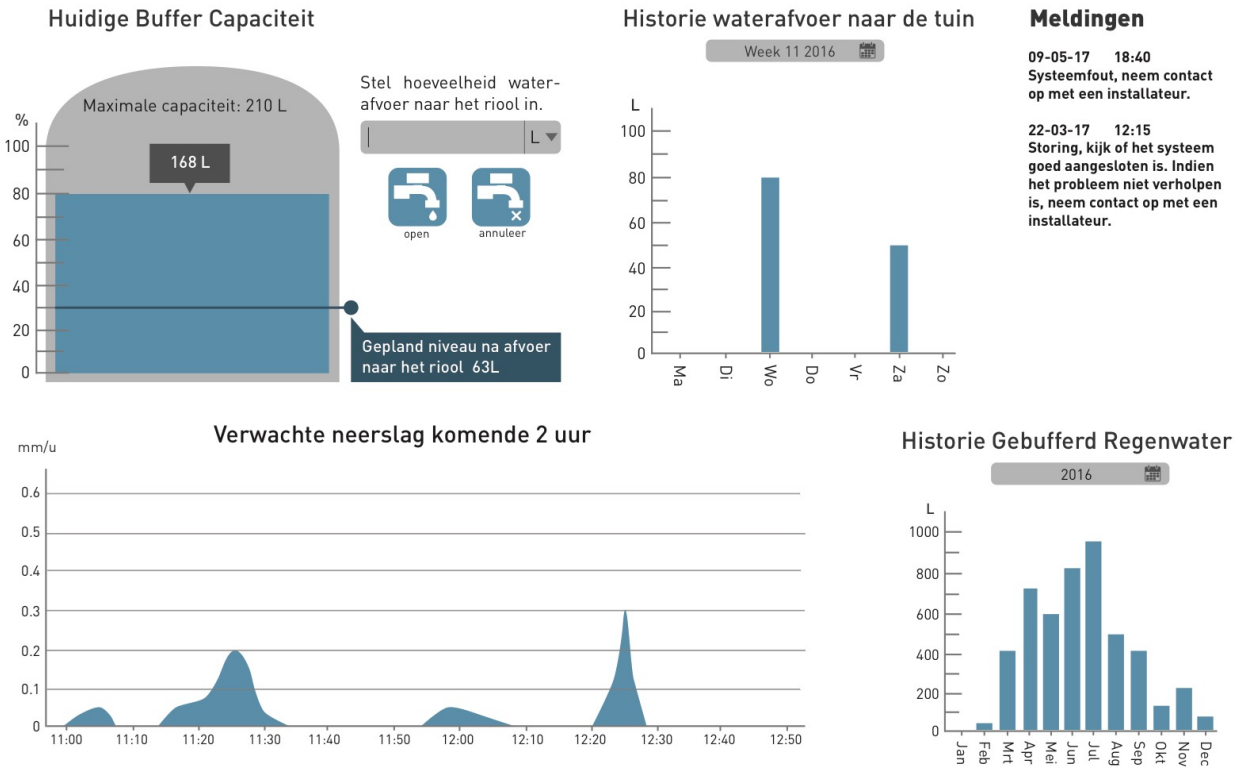 Huidige Buffer Capaciteit
Maximale capaciteit: 210 L
%
100
80
60
40
20
0
168 L
Stel hoeveelheid water-
afvoer naar het riool in.
L
open
annuleer
Gepland niveau na afvoer
naar het riool 63L
Historie waterafvoer naar de tuin
Week 11 2016
L
100
80
60
40
20
0
Ma
Di
Wo
Do
Vr
Za
Zo
Meldingen
09-05-17 18:40
Systeemfout, neem contact
op met een installateur.
22-03-17 12:15
Storing, kijk of het systeem
goed aangesloten is. Indien
het probleem niet verholpen
is, neem contact op met een
installateur.
Verwachte neerslag komende 2 uur
mm/u
0.6
0.5
0.4
0.3
0.2
0.1
0
11:00 11:10 11:20 11:30 11:40 11:50 12:00 12:10 12:20 12:30 12:40 12:50
Historie Gebufferd Regenwater
2016
L
1000
800
600
400
200
0
Jan
Feb
Mrt
Apr
Mei
Jun
Jul
Aug
Sep
Okt
Nov
Dec